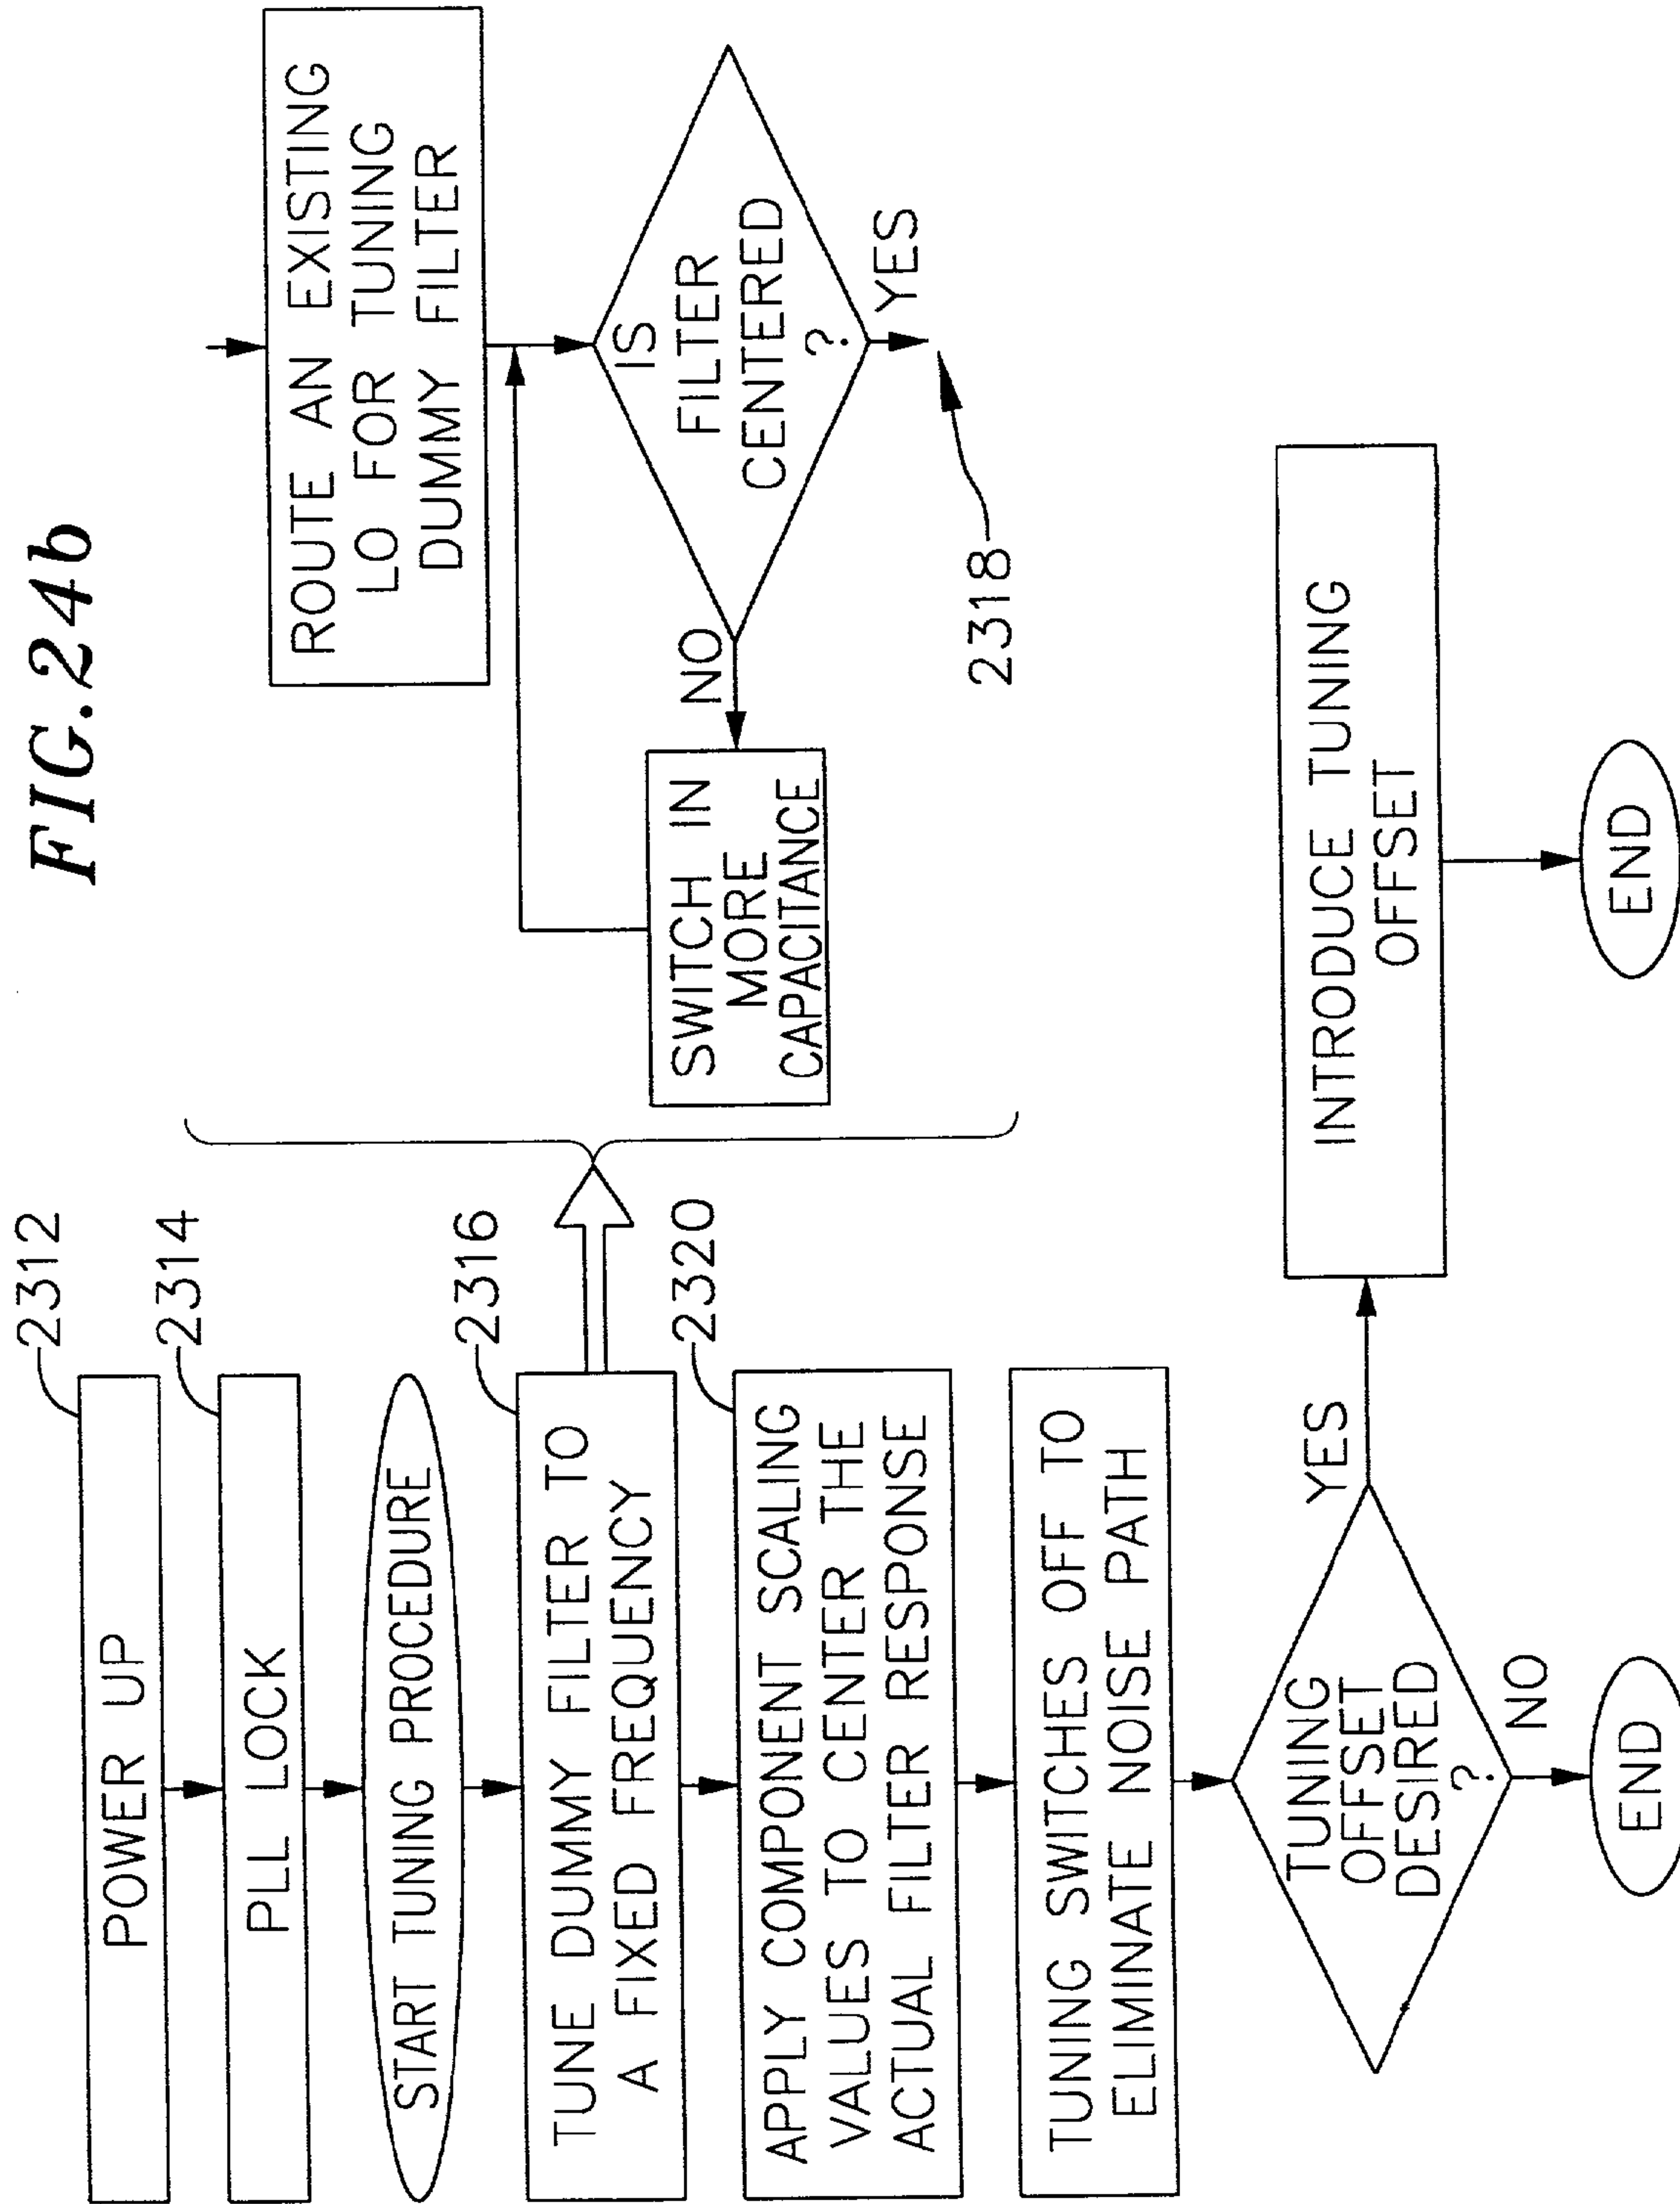 FIG.24b
POWER UP
2312
PLL LOCK
2314
START TUNING PROCEDURE
TUNE DUMMY FILTER TO
A FIXED FREQUENCY
2316
APPLY COMPONENT SCALING
VALUES TO CENTER THE
ACTUAL FILTER RESPONSE
2320
TUNING SWITCHES OFF TO
ELIMINATE NOISE PATH
TUNING
OFFSET
DESIRED
?
YES
NO
END
INTRODUCE TUNING
OFFSET
END
ROUTE AN EXISTING
LO FOR TUNING
DUMMY FILTER
IS
FILTER
CENTERED
?
NO
YES
SWITCH IN
MORE
CAPACITANCE
2318